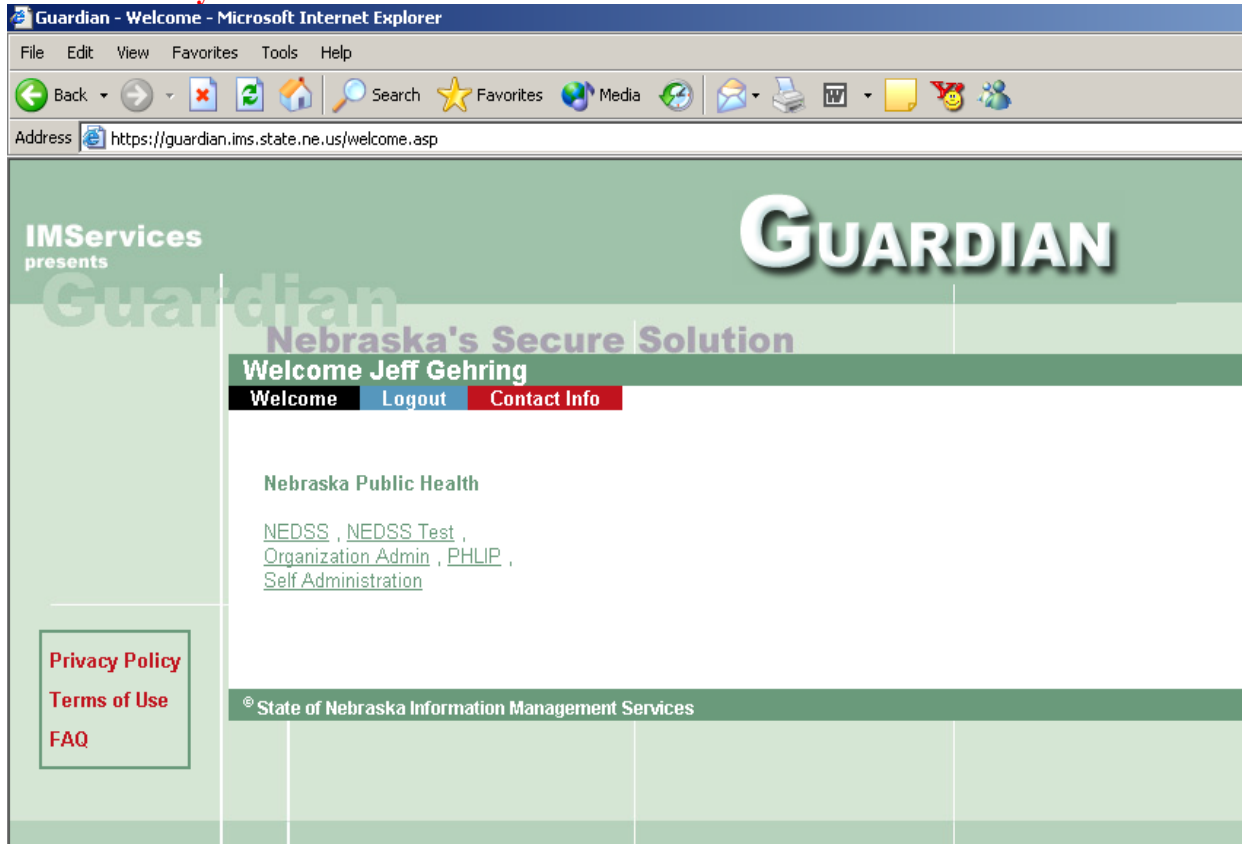 Guardian - Welcome - Microsoft Internet Explorer
File Edit View Favorites Tools Help
Back Search Favorites Media
Address https://guardian.ims.state.ne.us/welcome.asp
IMServices
presents
GUARDIAN
Guardian
Nebraska's Secure Solution
Welcome Jeff Gehring
Welcome Logout Contact Info
Nebraska Public Health
NEDSS , NEDSS Test ,
Organization Admin , PHLIP ,
Self Administration
Privacy Policy
Terms of Use
FAQ
© State of Nebraska Information Management Services